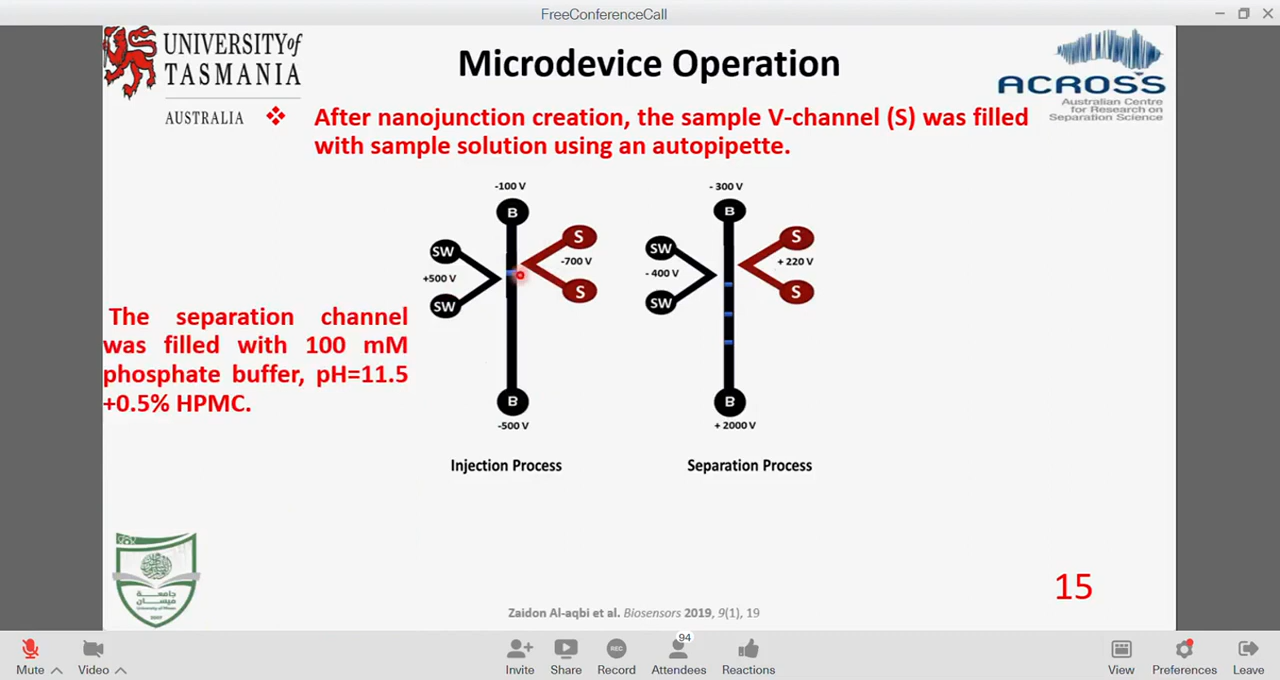 FreeConferenceCall
UNIVERSITY of
TASMANIA
AUSTRALIA
Microdevice Operation
ACROSS
Australian Centre
for Research on
Separation Science
❖ After nanojunction creation, the sample V-channel (S) was filled
with sample solution using an autopipette.
The separation channel
was filled with 100 mM
phosphate buffer, pH=11.5
+0.5% HPMC.
-100 V
B
SW
S
+500 V
-700 V
SW
S
B
-500 V
Injection Process
- 300 V
B
SW
S
- 400 V
+ 220 V
SW
S
B
+ 2000 V
Separation Process
جامعة
ميسان
15
Zaidon Al-aqbi et al. Biosensors 2019, 9(1), 19
Mute
Video
Invite
Share
REC
Record
94
Attendees
Reactions
View
Preferences
Leave